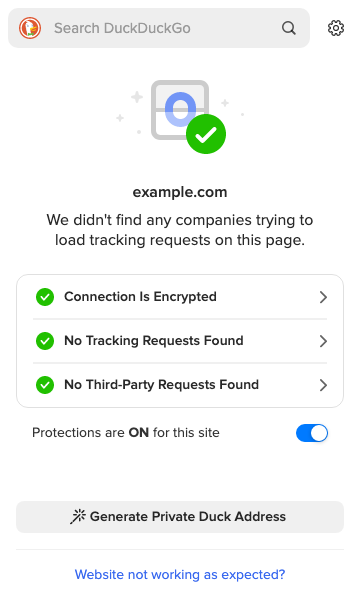 Search DuckDuckGo
example.com
We didn't find any companies trying to
load tracking requests on this page.
Connection Is Encrypted
No Tracking Requests Found
No Third-Party Requests Found
Protections are ON for this site
Generate Private Duck Address
Website not working as expected?